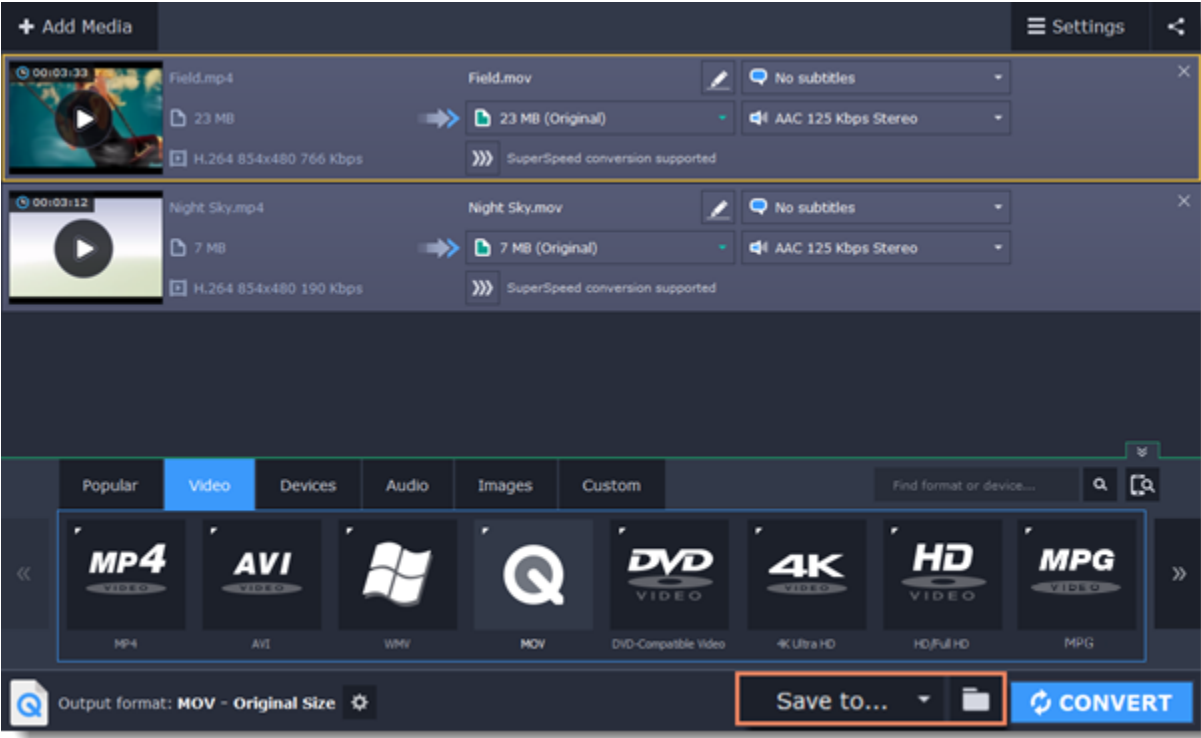 Add Media
Settings
00:03:33
Field.mp4
Field.mov
No subtitles
23 MB
23 MB (Original)
AAC 125 Kbps Stereo
H.264 854x480 766 Kbps
SuperSpeed conversion supported
00:03:12
Night Sky.mp4
Night Sky.mov
No subtitles
7 MB
7 MB (Original)
AAC 125 Kbps Stereo
H.264 854x480 190 Kbps
SuperSpeed conversion supported
Popular Video Devices Audio Images Custom
Find format or device...
MP4 VIDEO
AVI VIDEO
DVD VIDEO
4K VIDEO
HD VIDEO
MPG VIDEO
MP4 AVI WMV MOV DVD-Compatible Video 4K Ultra HD HD/Full HD MPG
Output format: MOV - Original Size
Save to...
CONVERT